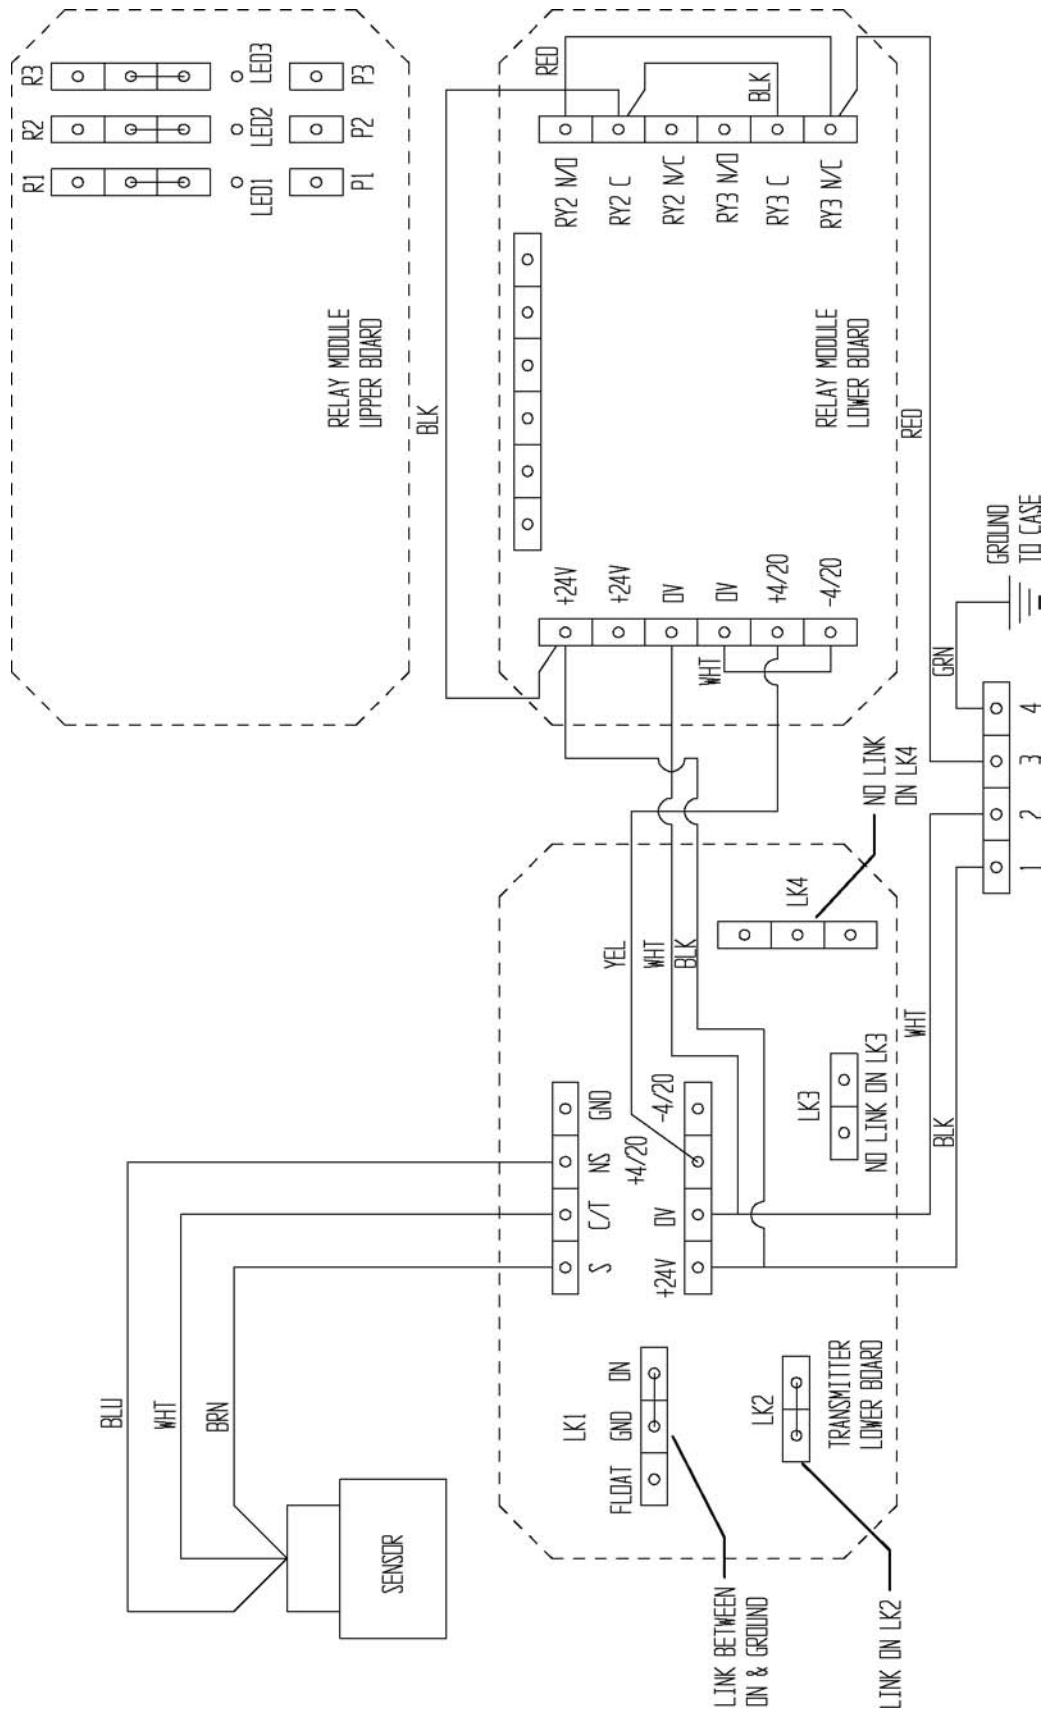 SENSOR
BLU
WHT
BRN
S
C/T
NS
GND
+24V
0V
+4/20
-4/20
LK1
FLOAT
GND
ON
LINK BETWEEN
ON & GROUND
LK2
LINK ON LK2
TRANSMITTER
LOWER BOARD
LK3
NO LINK ON LK3
LK4
NO LINK
ON LK4
YEL
WHT
BLK
BLK
WHT
1
2
3
4
GRN
GROUND
TO CASE
R1
R2
R3
LED1
LED2
LED3
P1
P2
P3
RELAY MODULE
UPPER BOARD
BLK
+24V
+24V
0V
0V
+4/20
-4/20
WHT
RELAY MODULE
LOWER BOARD
RY2 N/O
RY2 C
RY2 N/C
RY3 N/O
RY3 C
RY3 N/C
RED
BLK
RED